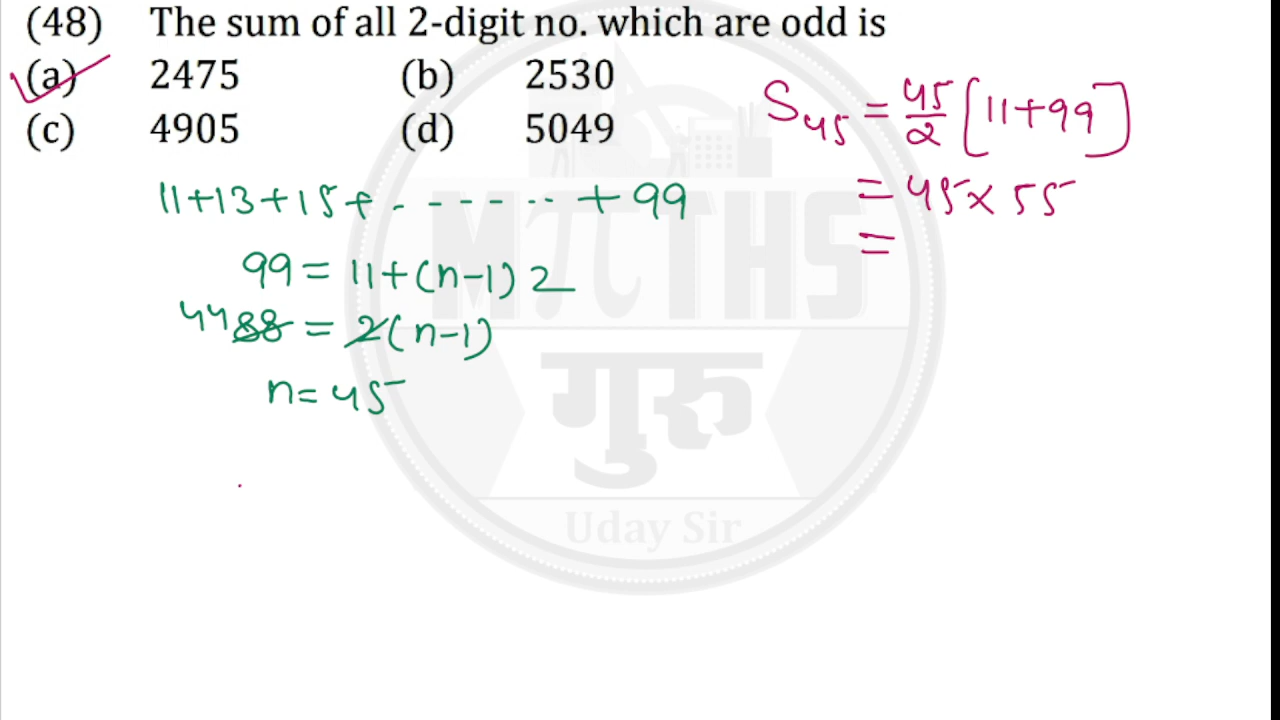 (48) The sum of all 2-digit no. which are odd is
(a) 2475 (b) 2530
(c) 4905 (d) 5049
11+13+15+ - - - - - - - + 99
99 = 11+(n-1) 2
44 88 = 2(n-1)
n = 45
S45 = 45/2 [11+99]
= 45 x 55
=
MπCTHS
गुरु
Uday Sir